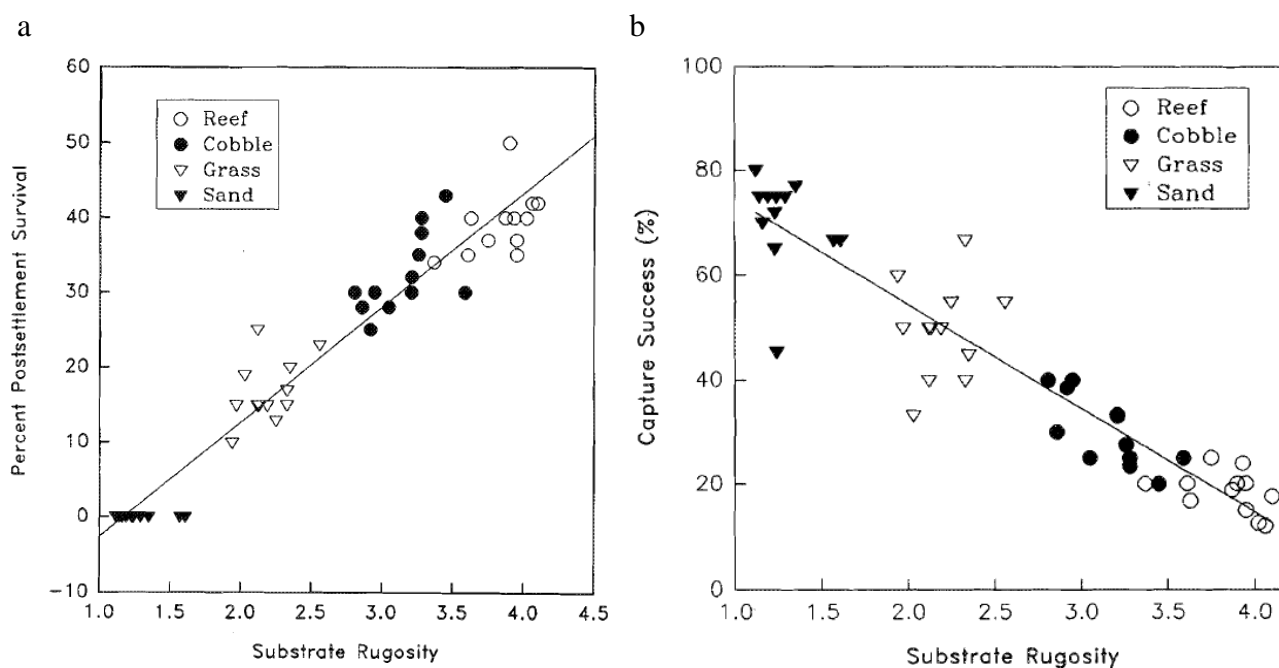 a
60
50
40
30
20
10
0
-10
Percent Postsettlement Survival
Reef
Cobble
Grass
Sand
1.0 1.5 2.0 2.5 3.0 3.5 4.0 4.5
Substrate Rugosity
b
100
80
60
40
20
0
Capture Success (%)
Reef
Cobble
Grass
Sand
1.0 1.5 2.0 2.5 3.0 3.5 4.0
Substrate Rugosity